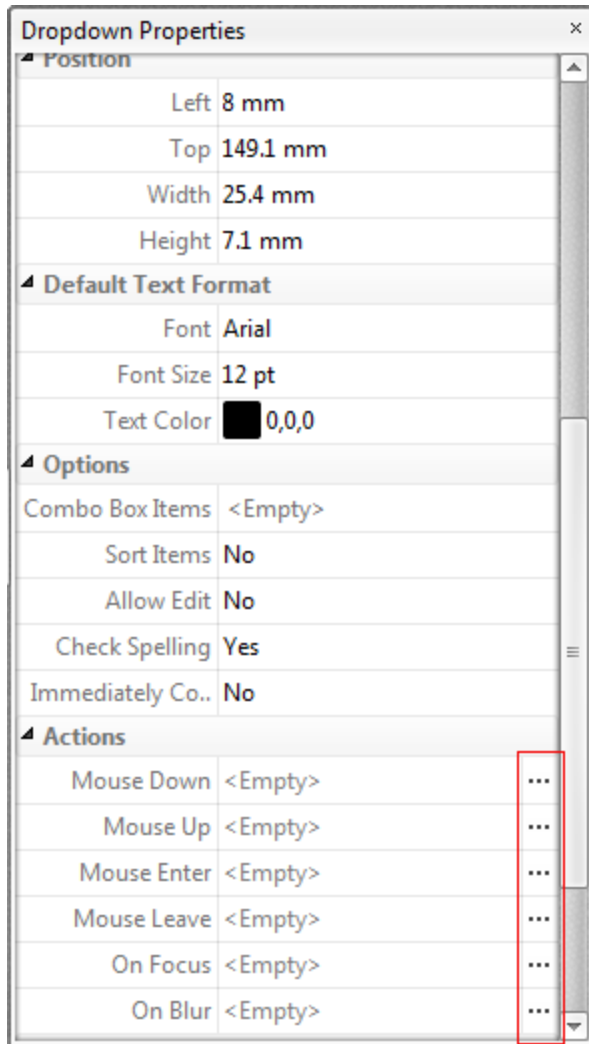 Dropdown Properties
Position
Left 8 mm
Top 149.1 mm
Width 25.4 mm
Height 7.1 mm
Default Text Format
Font Arial
Font Size 12 pt
Text Color 0,0,0
Options
Combo Box Items <Empty>
Sort Items No
Allow Edit No
Check Spelling Yes
Immediately Co.. No
Actions
Mouse Down <Empty> ...
Mouse Up <Empty> ...
Mouse Enter <Empty> ...
Mouse Leave <Empty> ...
On Focus <Empty> ...
On Blur <Empty> ...